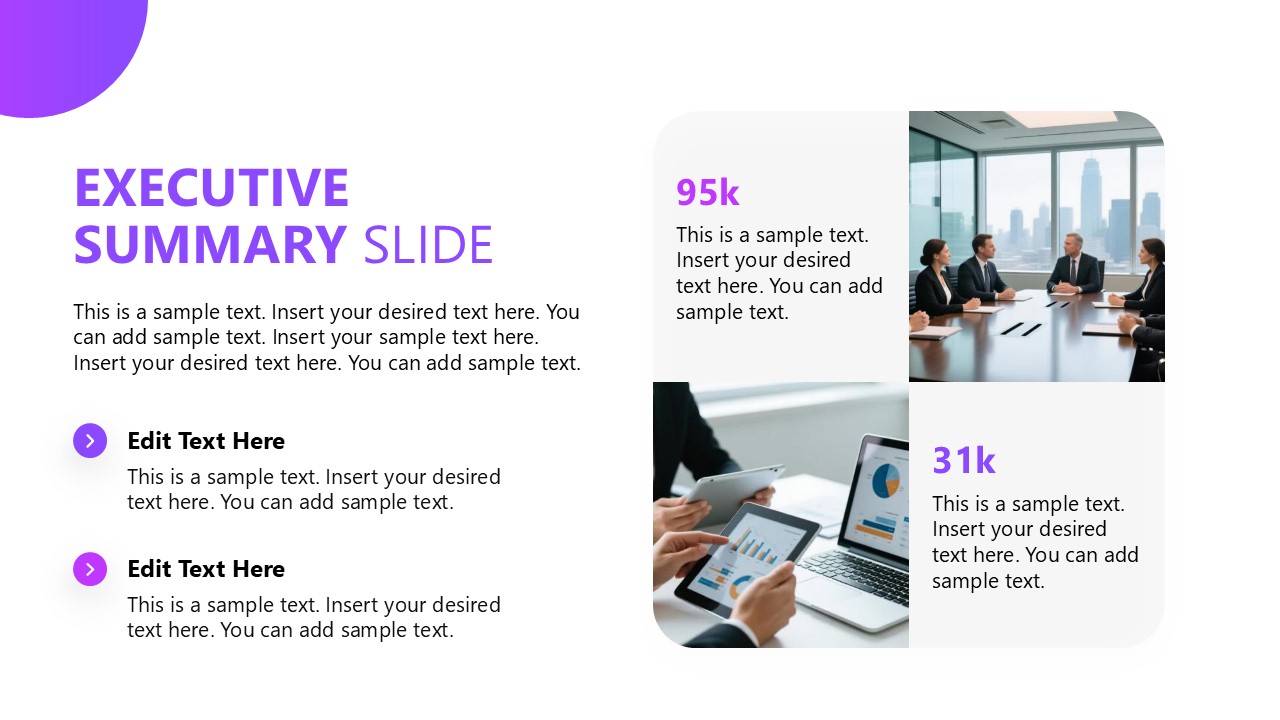 EXECUTIVE
SUMMARY SLIDE
This is a sample text. Insert your desired text here. You
can add sample text. Insert your sample text here.
Insert your desired text here. You can add sample text.
Edit Text Here
This is a sample text. Insert your desired
text here. You can add sample text.
Edit Text Here
This is a sample text. Insert your desired
text here. You can add sample text.
95k
This is a sample text.
Insert your desired
text here. You can add
sample text.
31k
This is a sample text.
Insert your desired
text here. You can add
sample text.